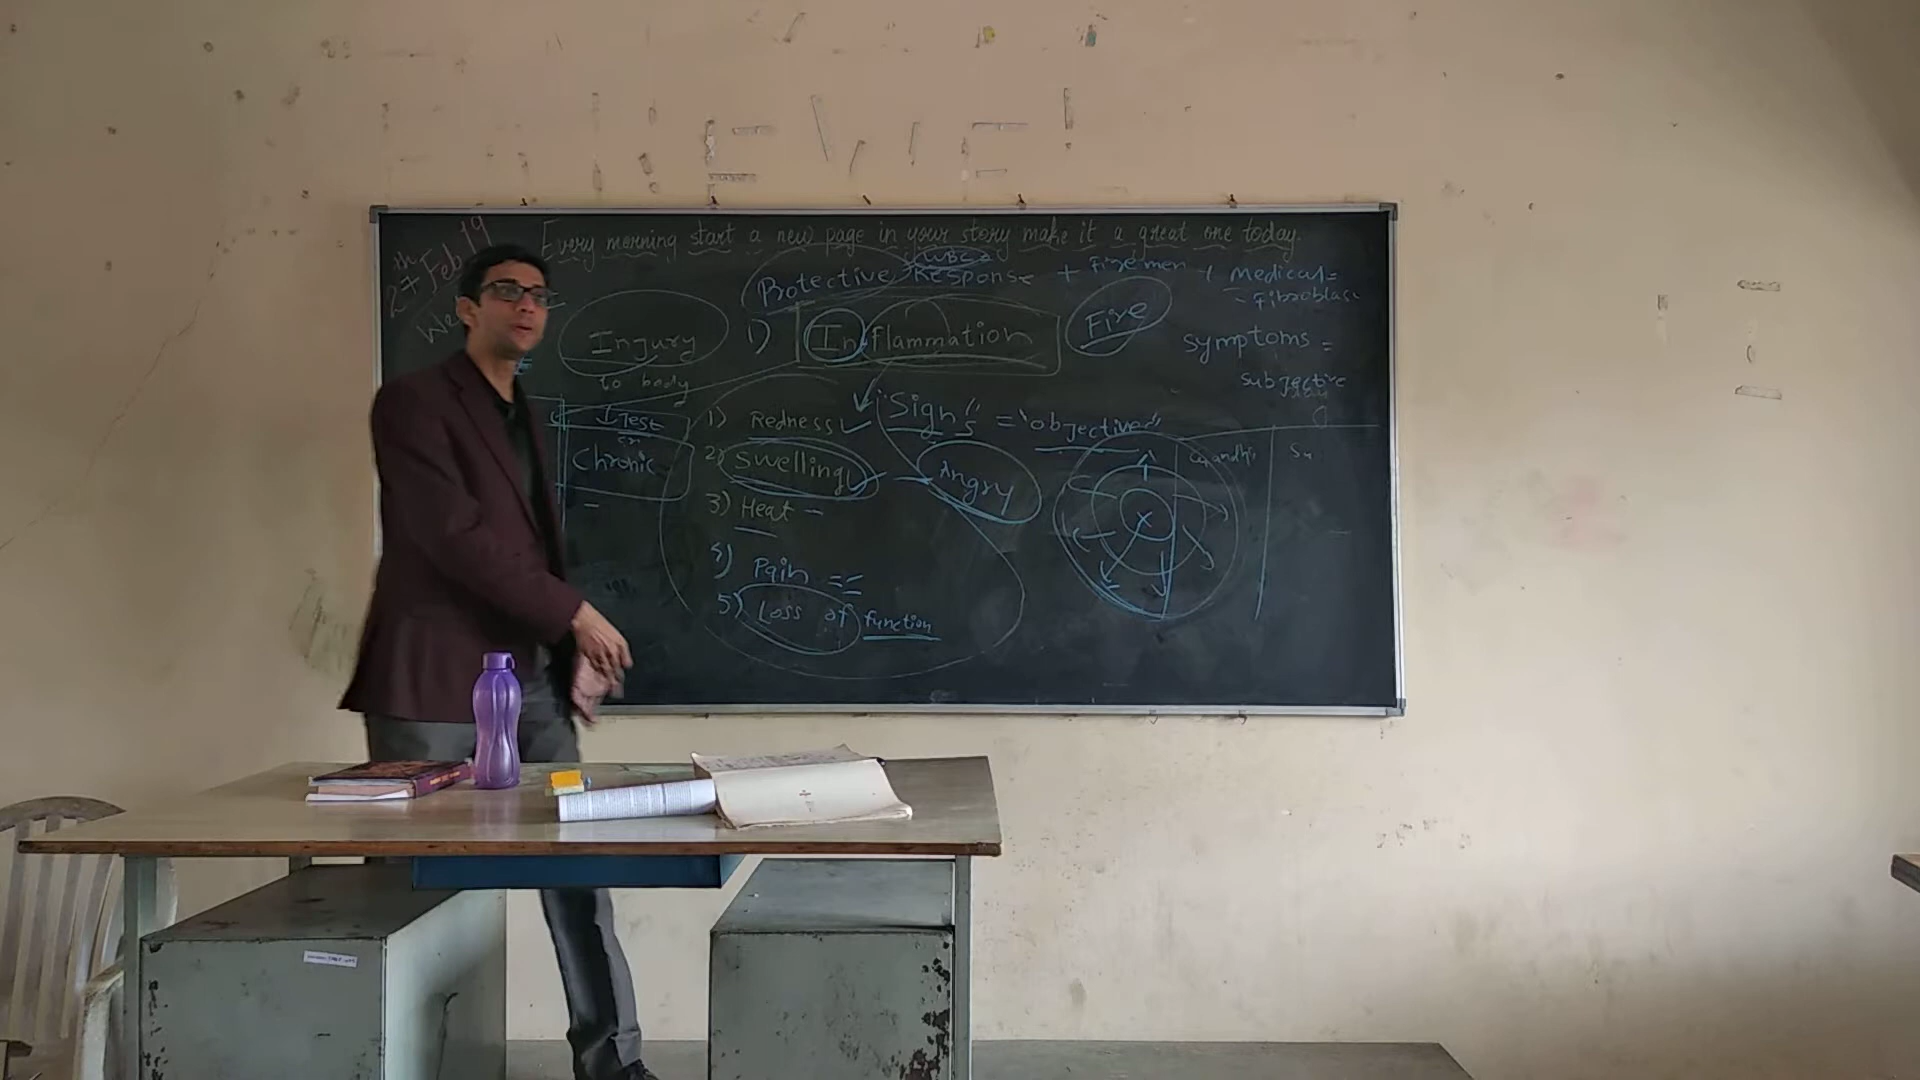 27th Feb 19
Every morning start a new page in your story make it a great one today.
WBC
Protective Response + Firemen + Medical =
- Fibroblast
We
Injury
to body
1) Inflammation
Fire
Symptoms =
subjective
Chronic
1) Redness
"Signs" = "objective"
2) Swelling
Angry
3) Heat -
4) Pain ==
5) Loss of function